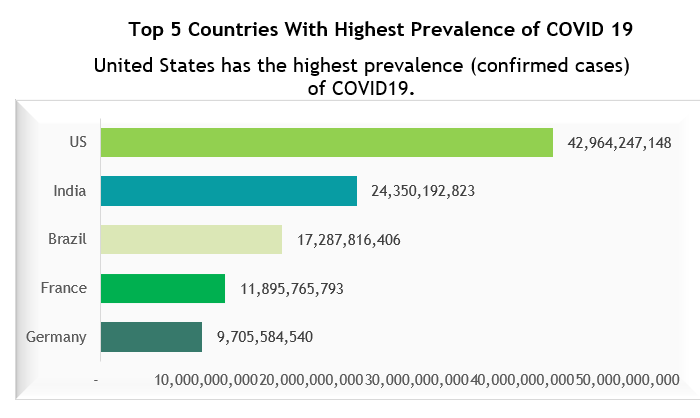 Top 5 Countries With Highest Prevalence of COVID 19
United States has the highest prevalence (confirmed cases)
of COVID19.
US 42,964,247,148
India 24,350,192,823
Brazil 17,287,816,406
France 11,895,765,793
Germany 9,705,584,540
- 10,000,000,000 20,000,000,000 30,000,000,000 40,000,000,000 50,000,000,000